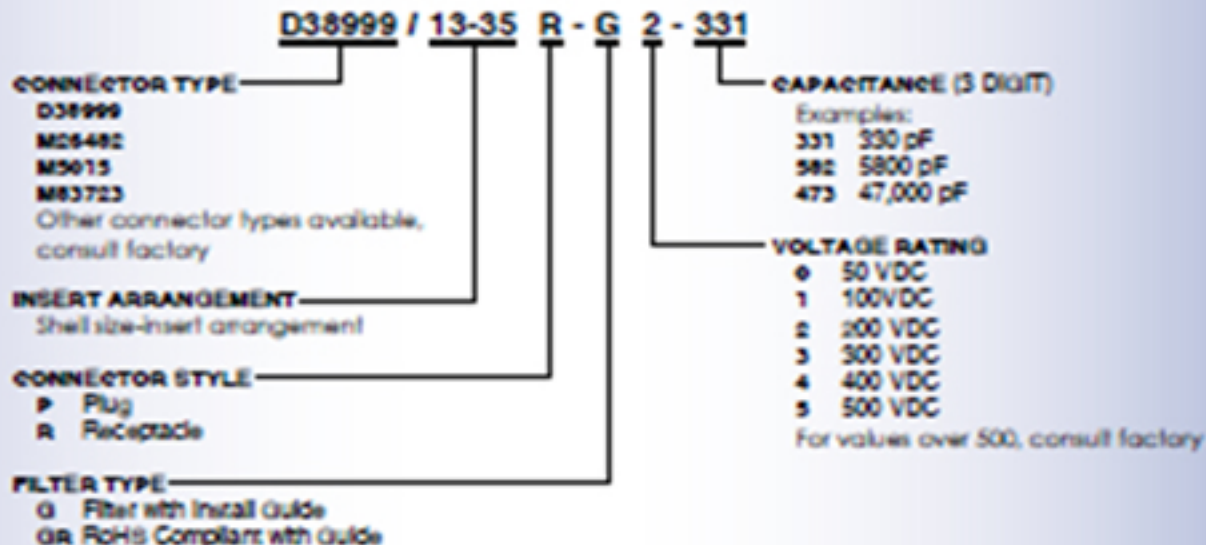 D38999 / 13-35 R - G 2 - 331
CONNECTOR TYPE
D38999
M26482
M5015
M83723
Other connector types available,
consult factory
INSERT ARRANGEMENT
Shell size-insert arrangement
CONNECTOR STYLE
P Plug
R Receptacle
FILTER TYPE
G Filter with Install Guide
GR RoHS Compliant with Guide
CAPACITANCE (3 DIGIT)
Examples:
331 330 pF
582 5800 pF
473 47,000 pF
VOLTAGE RATING
0 50 VDC
1 100VDC
2 200 VDC
3 300 VDC
4 400 VDC
5 500 VDC
For values over 500, consult factory